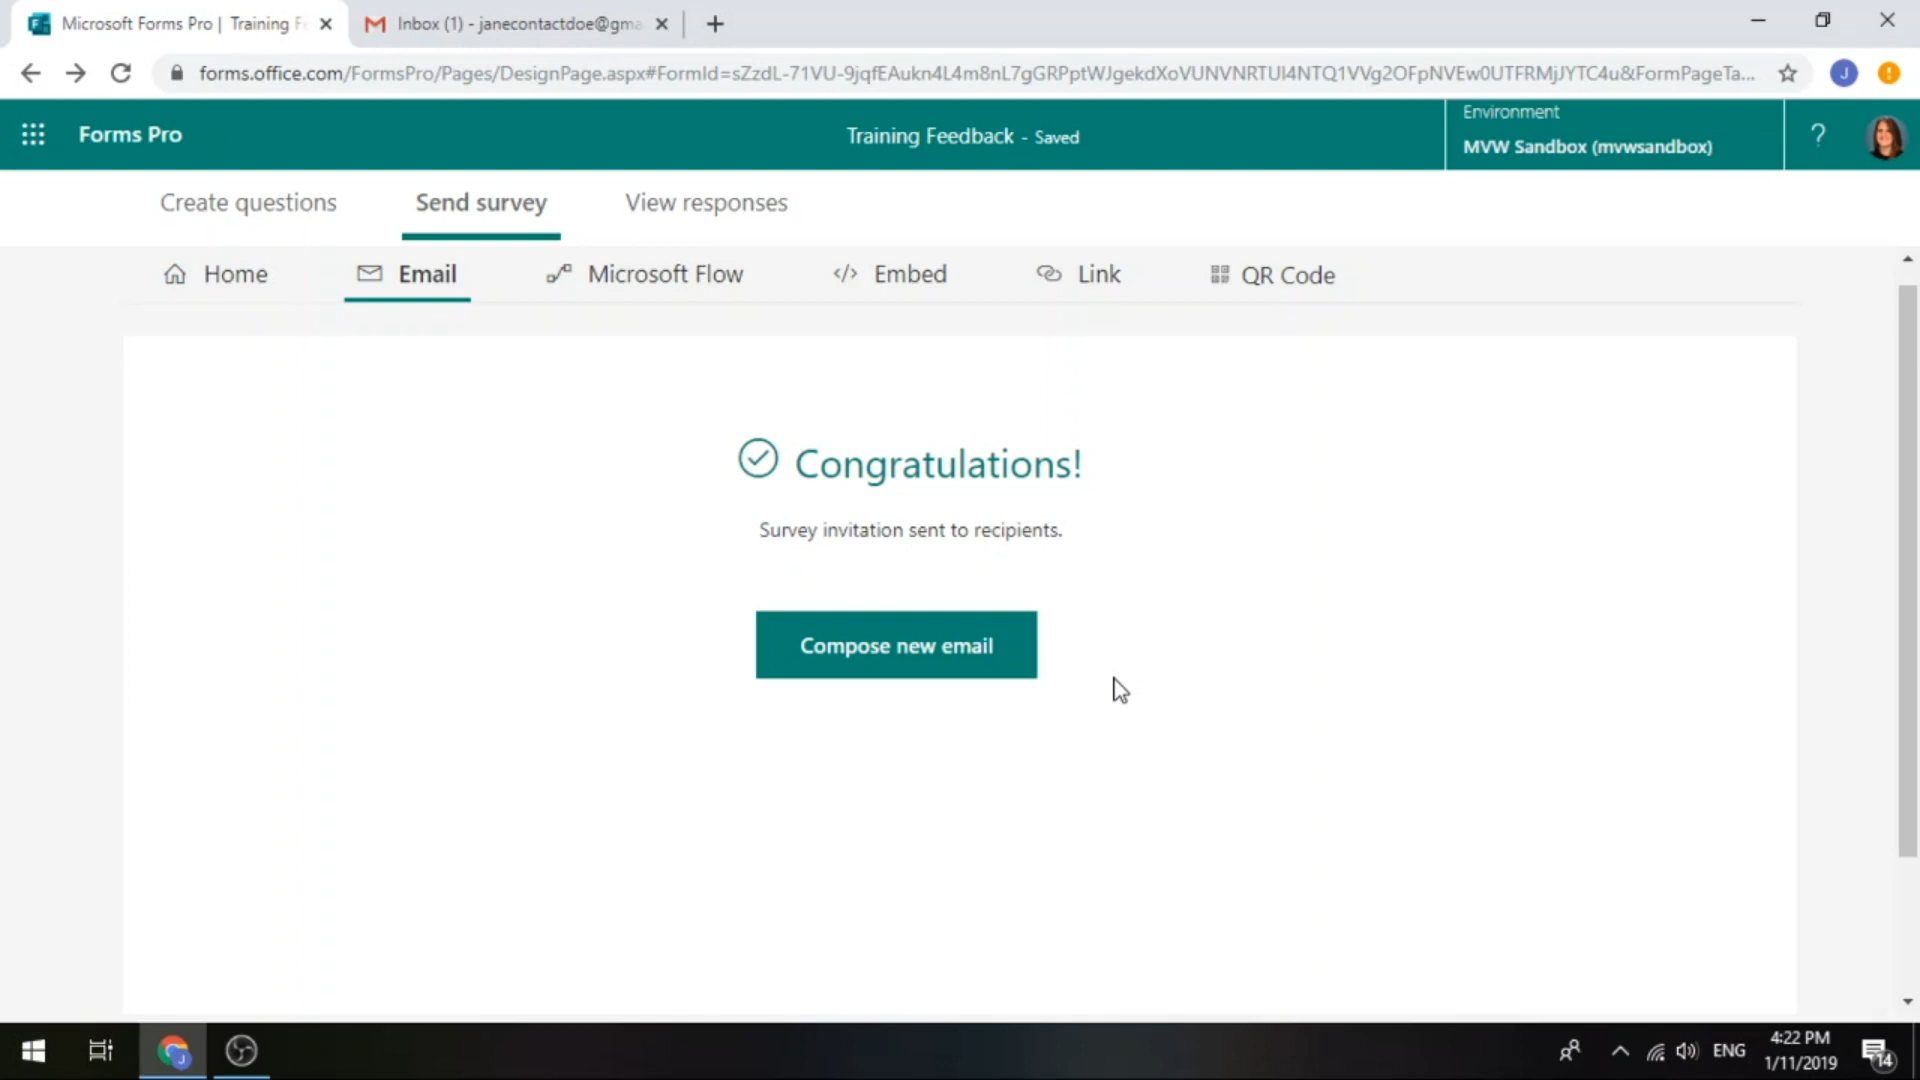 Microsoft Forms Pro | Training F
Inbox (1) - janecontactdoe@gma
forms.office.com/FormsPro/Pages/DesignPage.aspx#FormId=sZzdL-71VU-9jqfEAukn4L4m8nL7gGRPptWJgekdXoVUNVNRTUI4NTQ1VVg2OFpNVEw0UTFRMjJYTC4u&FormPageTa...
J
Forms Pro
Training Feedback - Saved
Environment
MVW Sandbox (mvwsandbox)
?
Create questions
Send survey
View responses
Home
Email
Microsoft Flow
Embed
Link
QR Code
Congratulations!
Survey invitation sent to recipients.
Compose new email
ENG
4:22 PM
1/11/2019
14